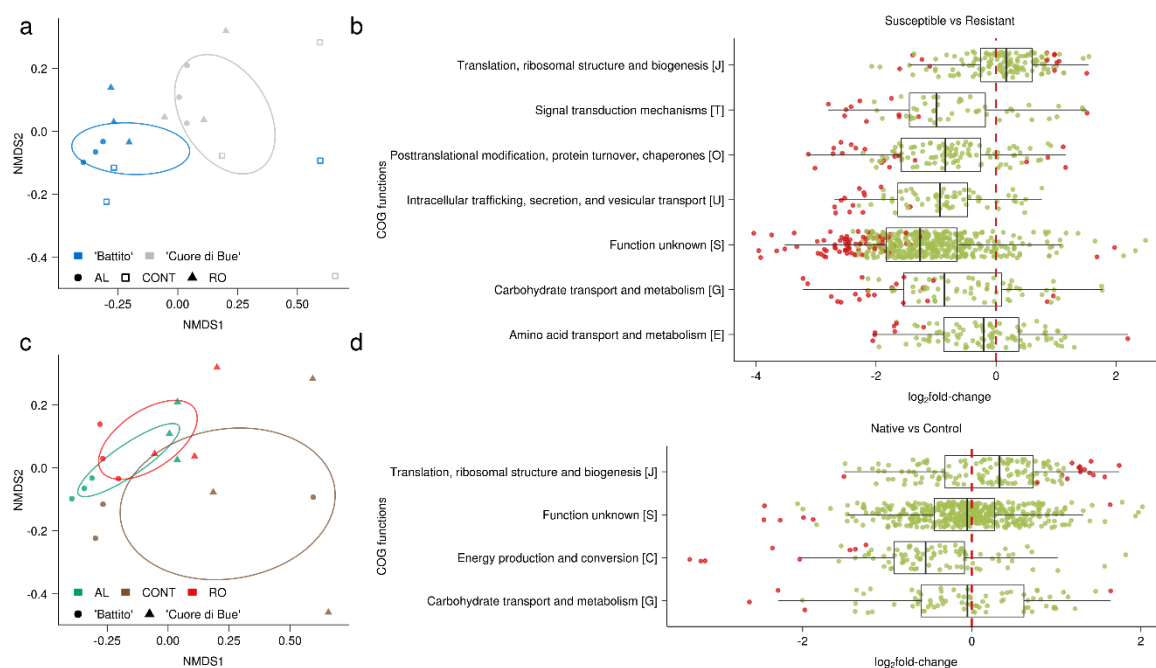 a
NMDS2
0.2
0.0
-0.2
-0.4
'Battito' 'Cuore di Bue'
AL CONT RO
-0.25 0.00 0.25 0.50
NMDS1
b
Susceptible vs Resistant
COG functions
Translation, ribosomal structure and biogenesis [J]
Signal transduction mechanisms [T]
Posttranslational modification, protein turnover, chaperones [O]
Intracellular trafficking, secretion, and vesicular transport [U]
Function unknown [S]
Carbohydrate transport and metabolism [G]
Amino acid transport and metabolism [E]
-4 -2 0 2
log2fold-change
c
NMDS2
0.2
0.0
-0.2
-0.4
AL CONT RO
'Battito' 'Cuore di Bue'
-0.25 0.00 0.25 0.50
NMDS1
d
Native vs Control
COG functions
Translation, ribosomal structure and biogenesis [J]
Function unknown [S]
Energy production and conversion [C]
Carbohydrate transport and metabolism [G]
-2 0 2
log2fold-change